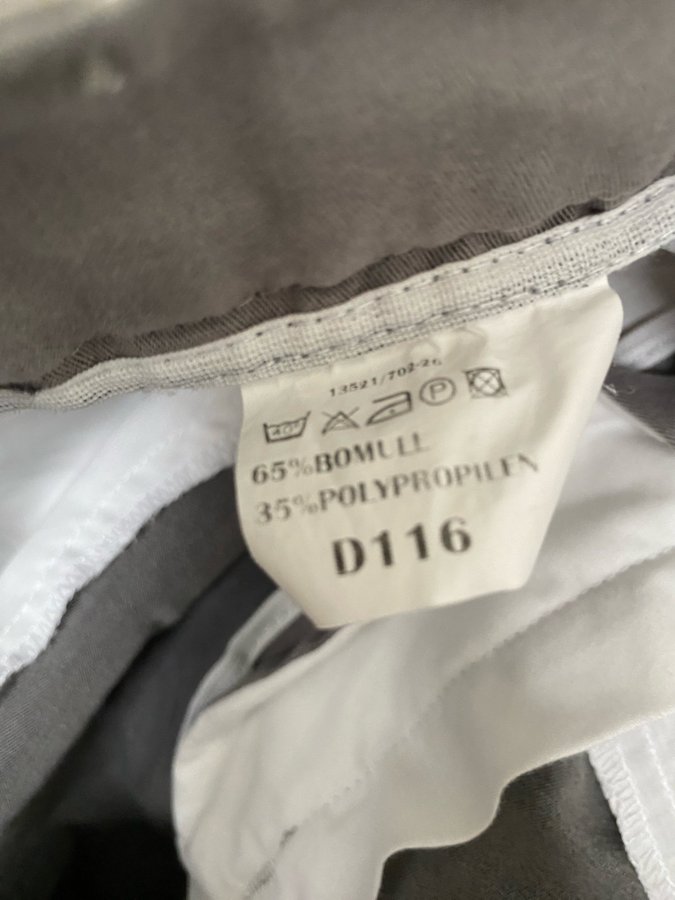 13521/702-26
40°
P
65%BOMULL
35%POLYPROPILEN
D116